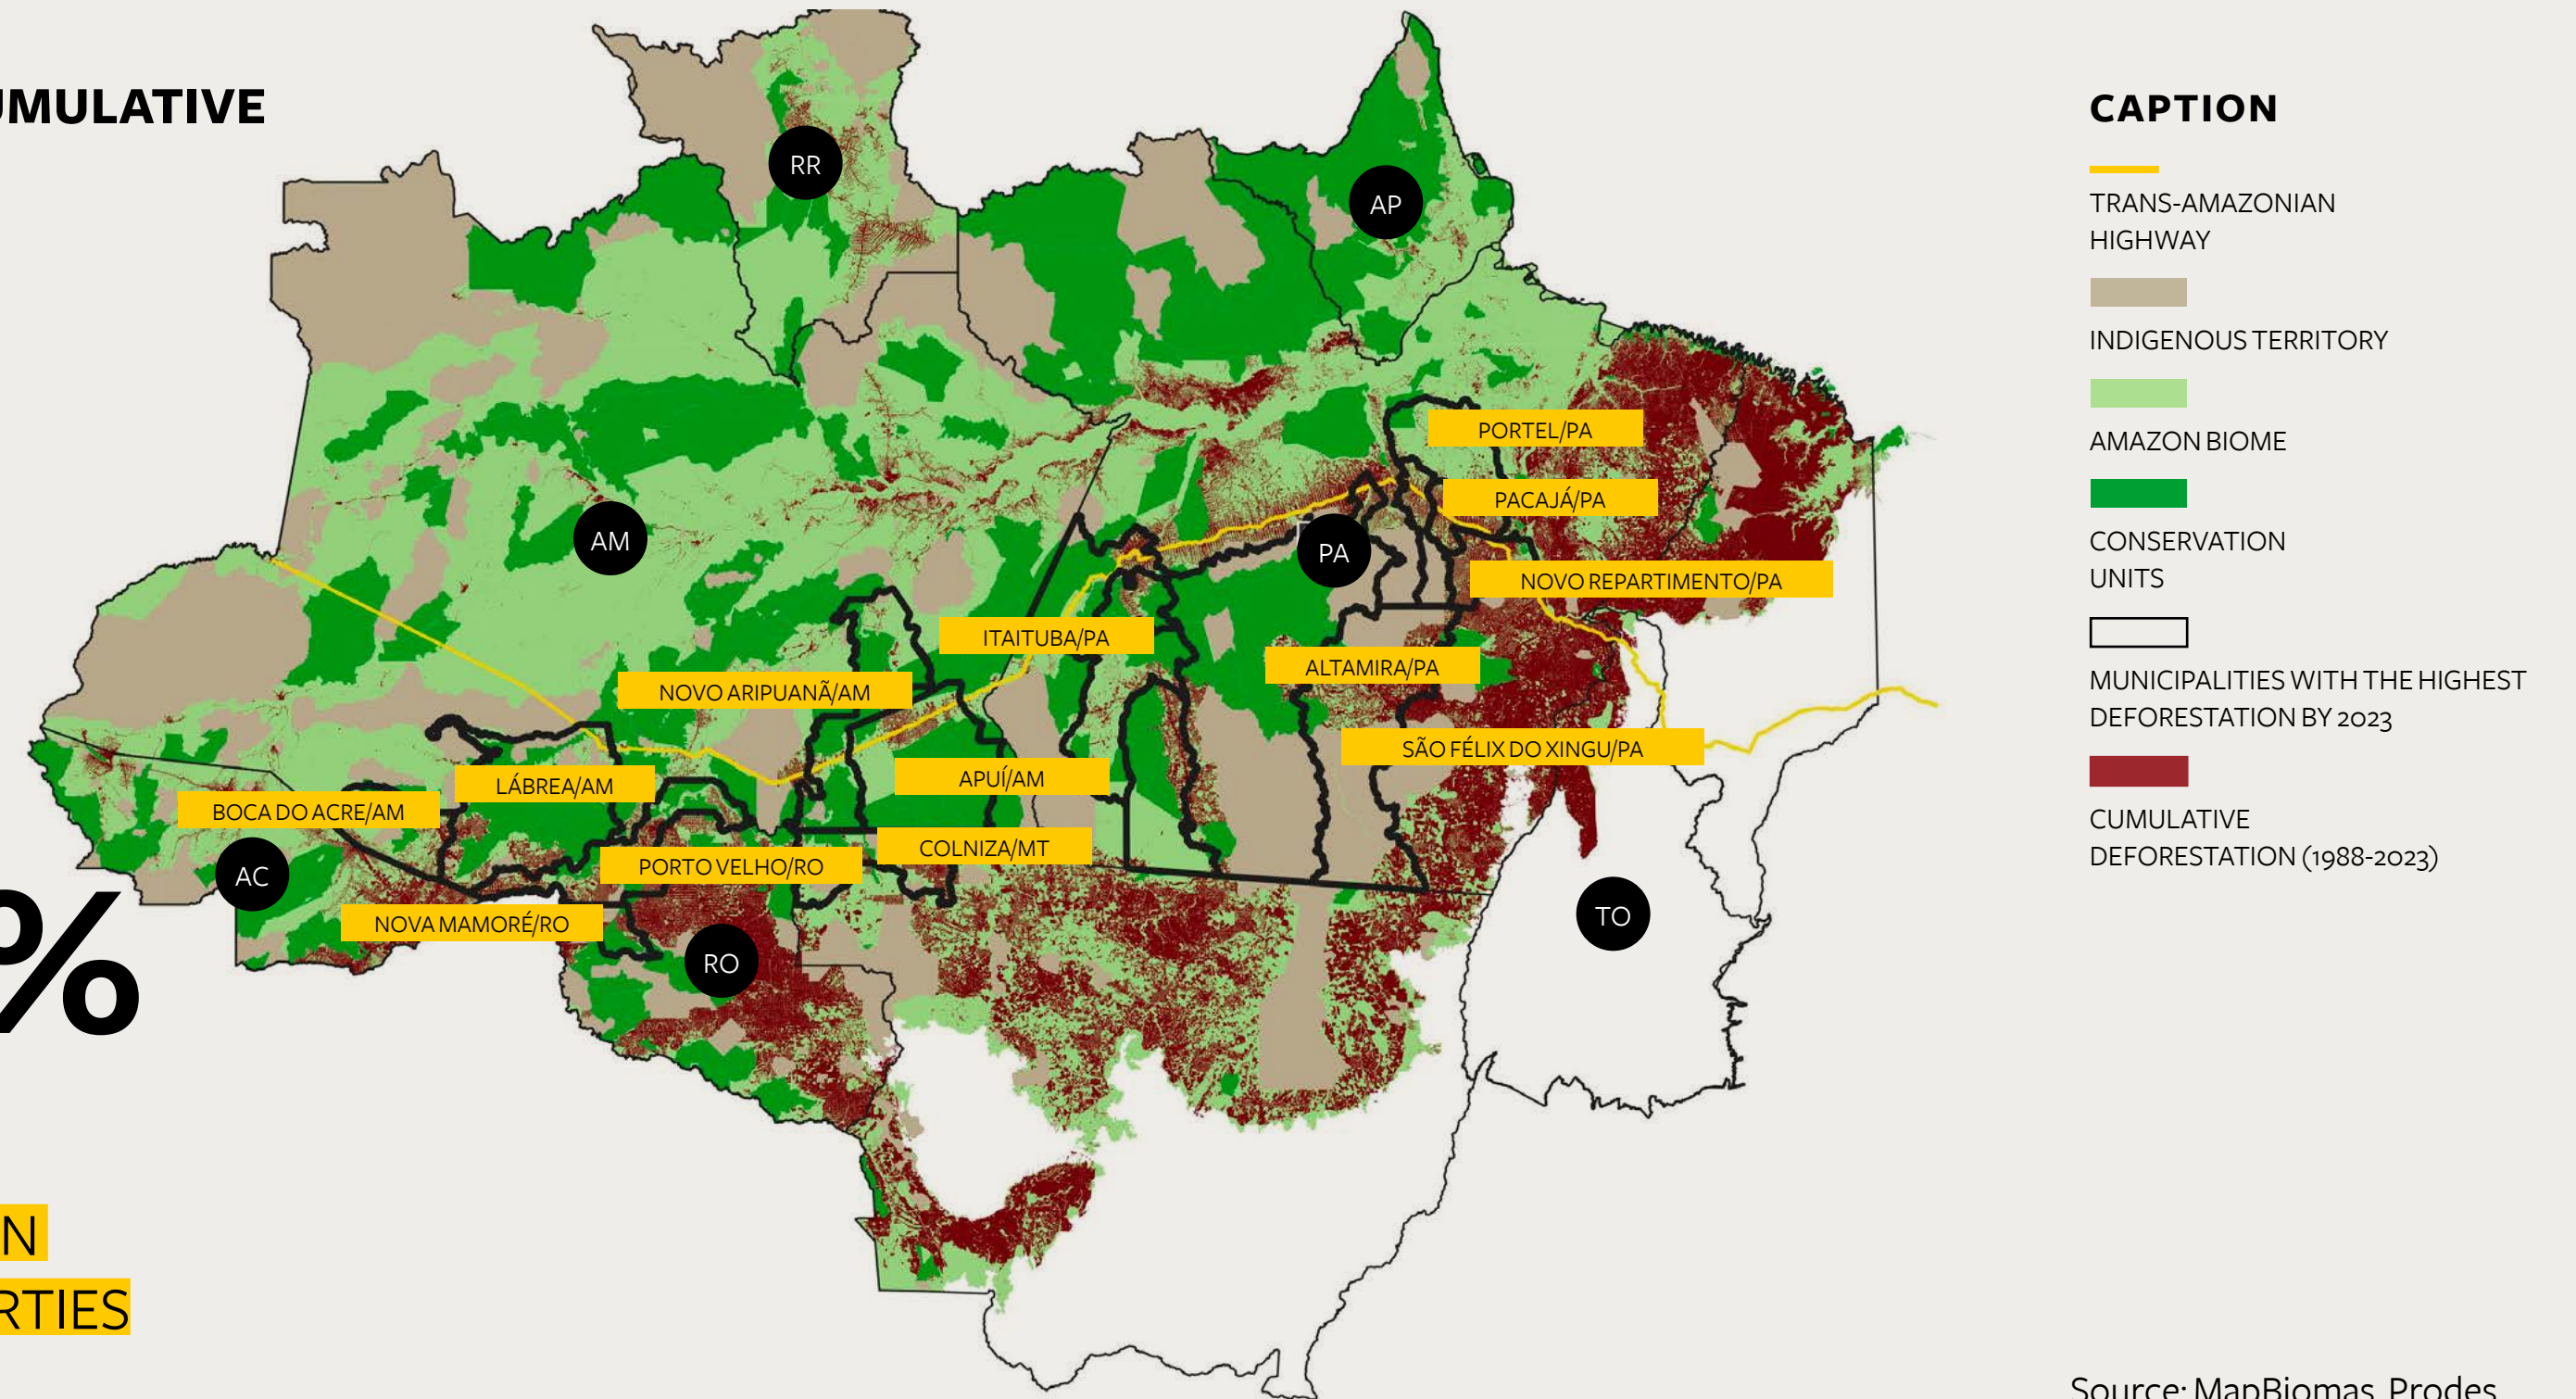 UMULATIVE
%
N
RTIES
RR
AP
AM
PA
AC
RO
TO
PORTEL/PA
PACAJÁ/PA
NOVO REPARTIMENTO/PA
ITAITUBA/PA
ALTAMIRA/PA
NOVO ARIPUANÃ/AM
SÃO FÉLIX DO XINGU/PA
LÁBREA/AM
APUÍ/AM
BOCA DO ACRE/AM
COLNIZA/MT
PORTO VELHO/RO
NOVA MAMORÉ/RO
CAPTION
TRANS-AMAZONIAN
HIGHWAY
INDIGENOUS TERRITORY
AMAZON BIOME
CONSERVATION
UNITS
MUNICIPALITIES WITH THE HIGHEST
DEFORESTATION BY 2023
CUMULATIVE
DEFORESTATION (1988-2023)
Source: MapBiomas, Prodes